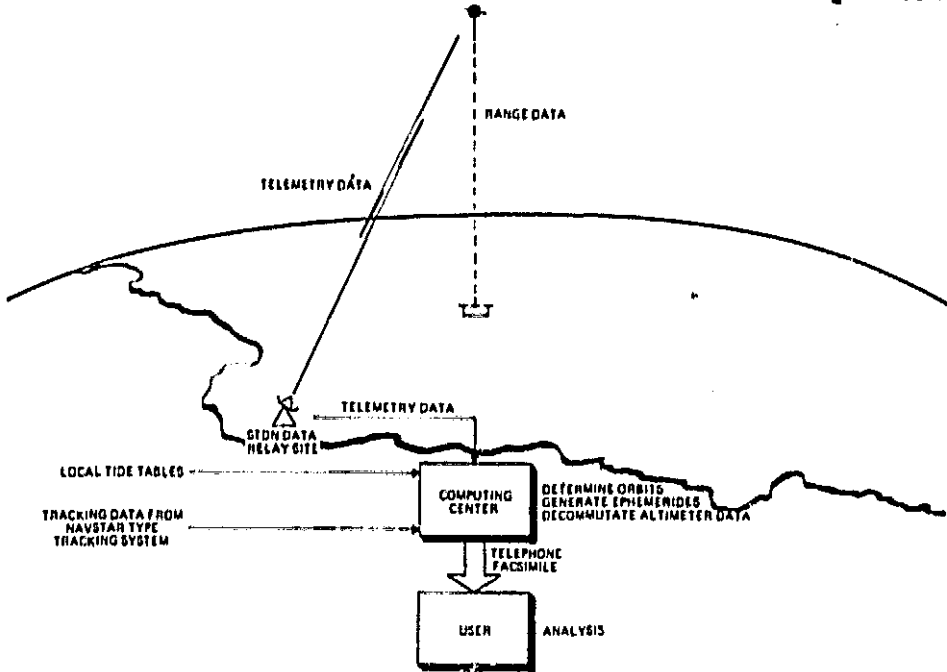 RANGE DATA
TELEMETRY DATA
TELEMETRY DATA
STDN DATA
RELAY SITE
LOCAL TIDE TABLES
COMPUTING
CENTER
DETERMINE ORBITS
GENERATE EPHEMERIDES
DECOMMUTATE ALTIMETER DATA
TRACKING DATA FROM
NAVSTAR TYPE
TRACKING SYSTEM
TELEPHONE
FACSIMILE
USER
ANALYSIS